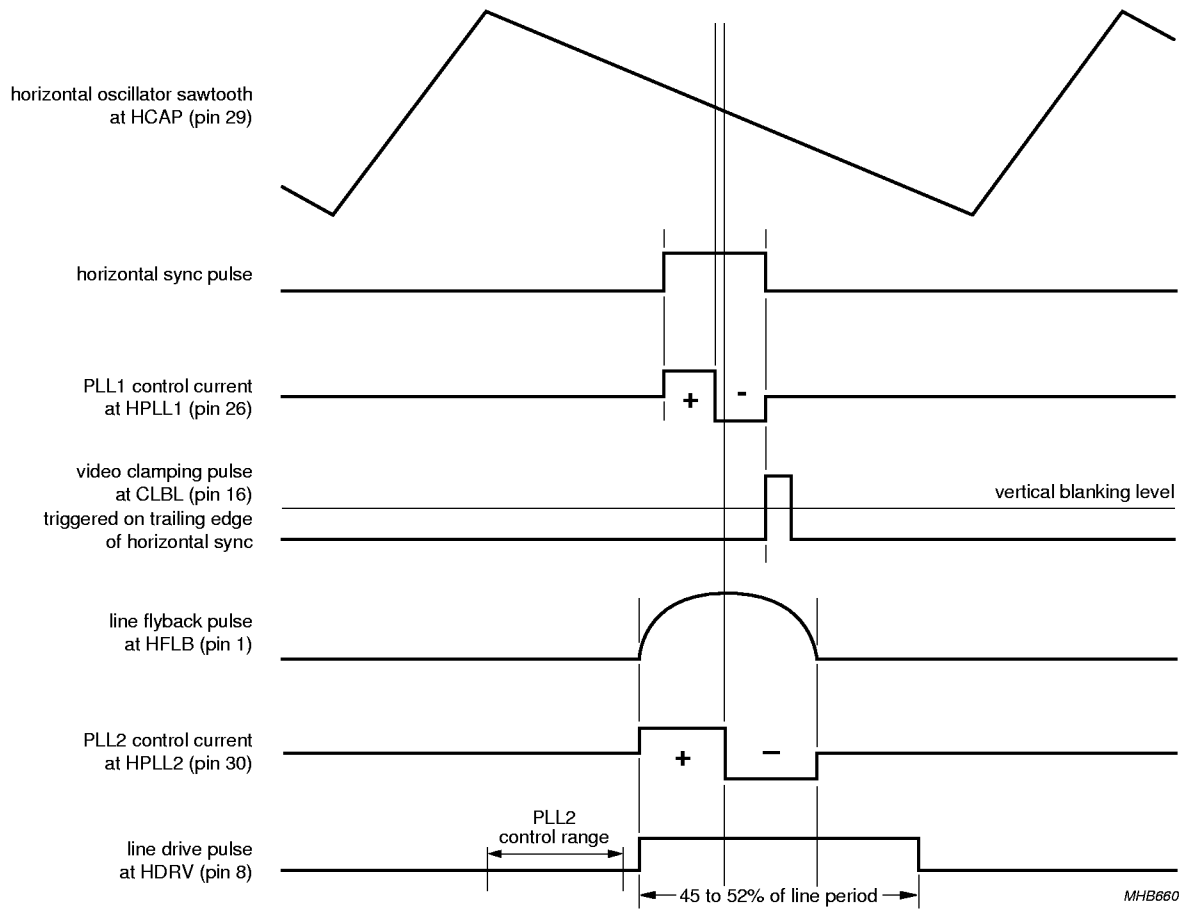 horizontal oscillator sawtooth
at HCAP (pin 29)
horizontal sync pulse
PLL1 control current
at HPLL1 (pin 26)
+
-
video clamping pulse
at CLBL (pin 16)
vertical blanking level
triggered on trailing edge
of horizontal sync
line flyback pulse
at HFLB (pin 1)
PLL2 control current
at HPLL2 (pin 30)
+
−
PLL2
control range
line drive pulse
at HDRV (pin 8)
45 to 52% of line period
MHB660